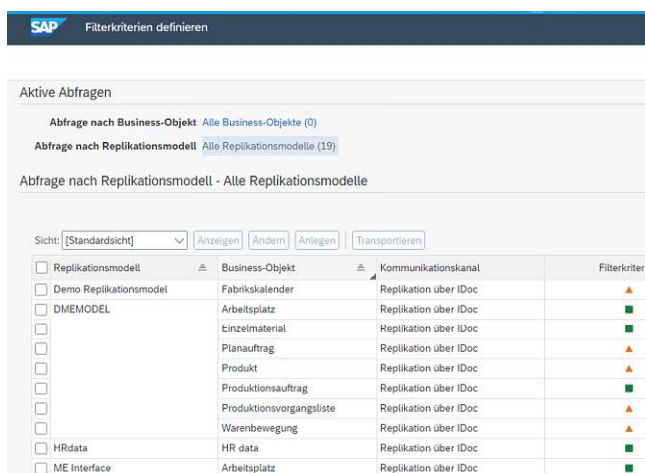 SAP Filterkriterien definieren
Aktive Abfragen
Abfrage nach Business-Objekt Alle Business-Objekte (0)
Abfrage nach Replikationsmodell Alle Replikationsmodelle (19)
Abfrage nach Replikationsmodell - Alle Replikationsmodelle
Sicht: [Standardsicht] Anzeigen Ändern Anlegen Transportieren
Replikationsmodell Business-Objekt Kommunikationskanal Filterkriter
Demo Replikationsmodel Fabrikskalender Replikation über IDoc
DMEMODEL Arbeitsplatz Replikation über IDoc
Einzelmaterial Replikation über IDoc
Planauftrag Replikation über IDoc
Produkt Replikation über IDoc
Produktionsauftrag Replikation über IDoc
Produktionsvorgangsliste Replikation über IDoc
Warenbewegung Replikation über IDoc
HRdata HR data Replikation über IDoc
ME Interface Arbeitsplatz Replikation über IDoc